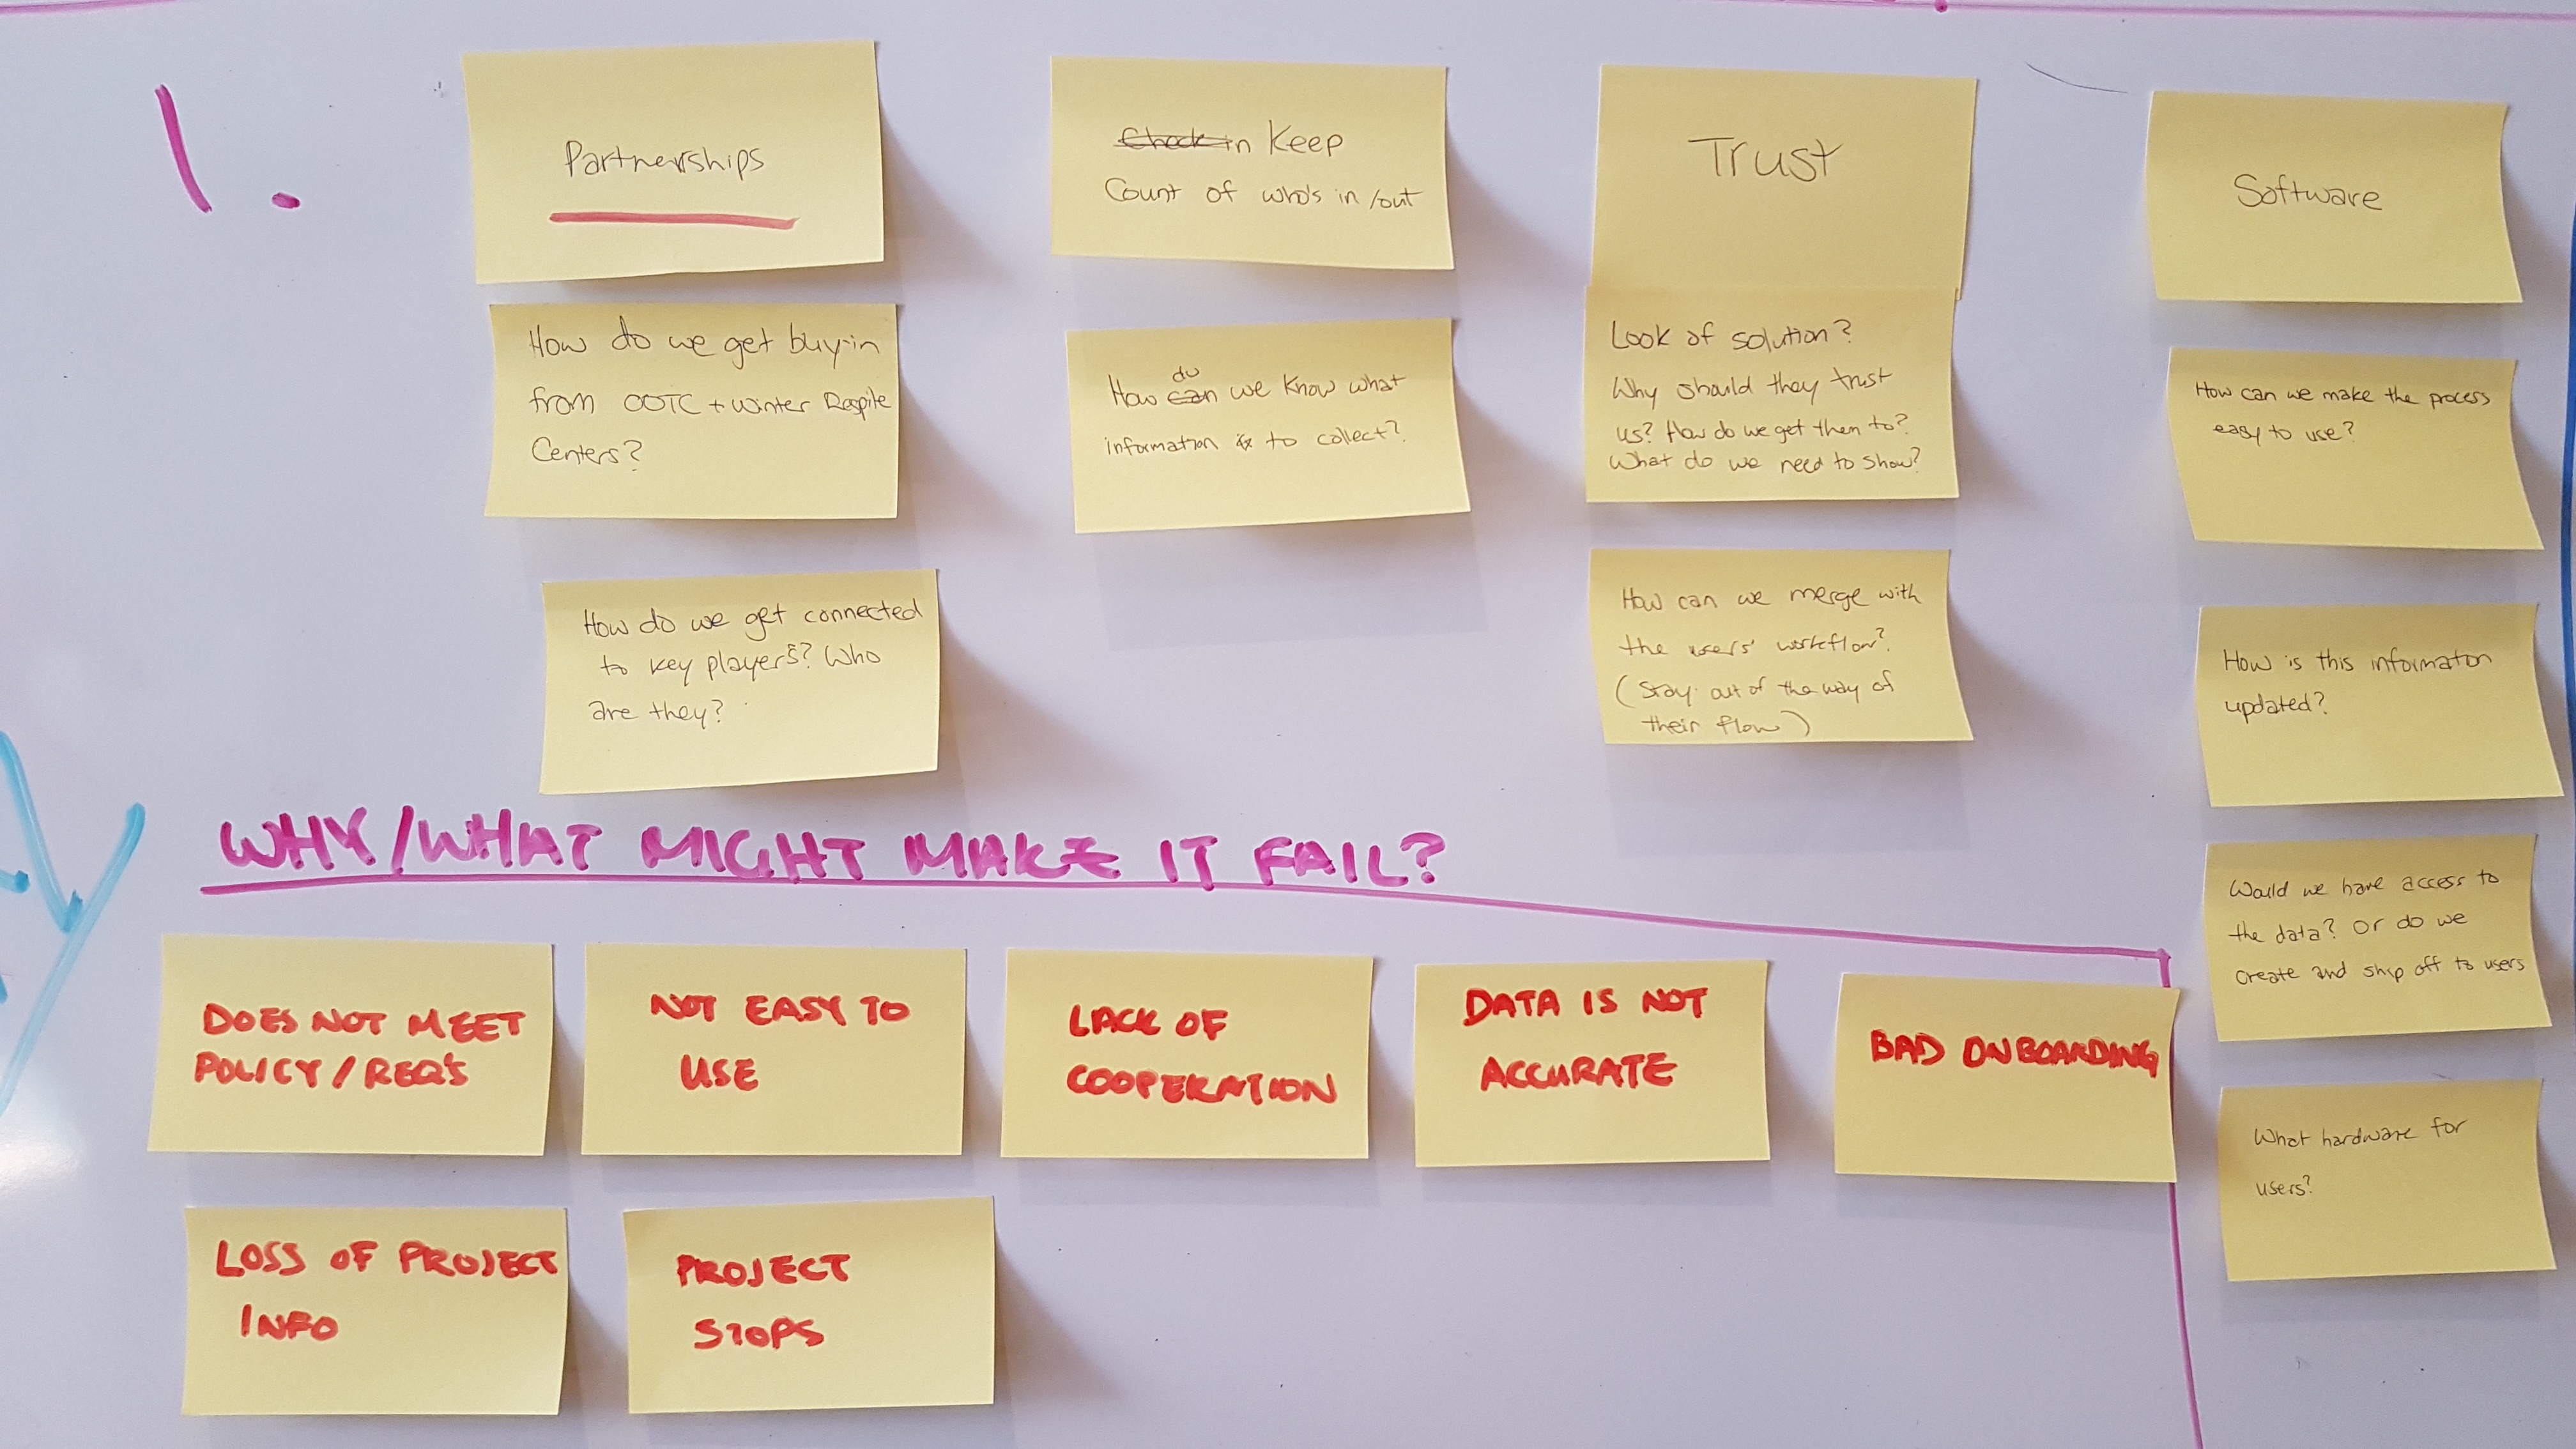 1.
Partnerships
How do we get buy-in
from OOTC + Winter Respite
Centers?
How do we get connected
to key players? Who
are they?
Check in Keep
Count of who's in/out
How can do we know what
information to collect?
Trust
Look of solution?
Why should they trust
us? How do we get them to?
What do we need to show?
How can we merge with
the users' workflow?
(Stay out of the way of
their flow)
Software
How can we make the process
easy to use?
How is this information
updated?
Would we have access to
the data? Or do we
create and ship off to users
What hardware for
users?
WHY/WHAT MIGHT MAKE IT FAIL?
DOES NOT MEET
POLICY/REQ'S
NOT EASY TO
USE
LACK OF
COOPERATION
DATA IS NOT
ACCURATE
BAD ONBOARDING
LOSS OF PROJECT
INFO
PROJECT
STOPS